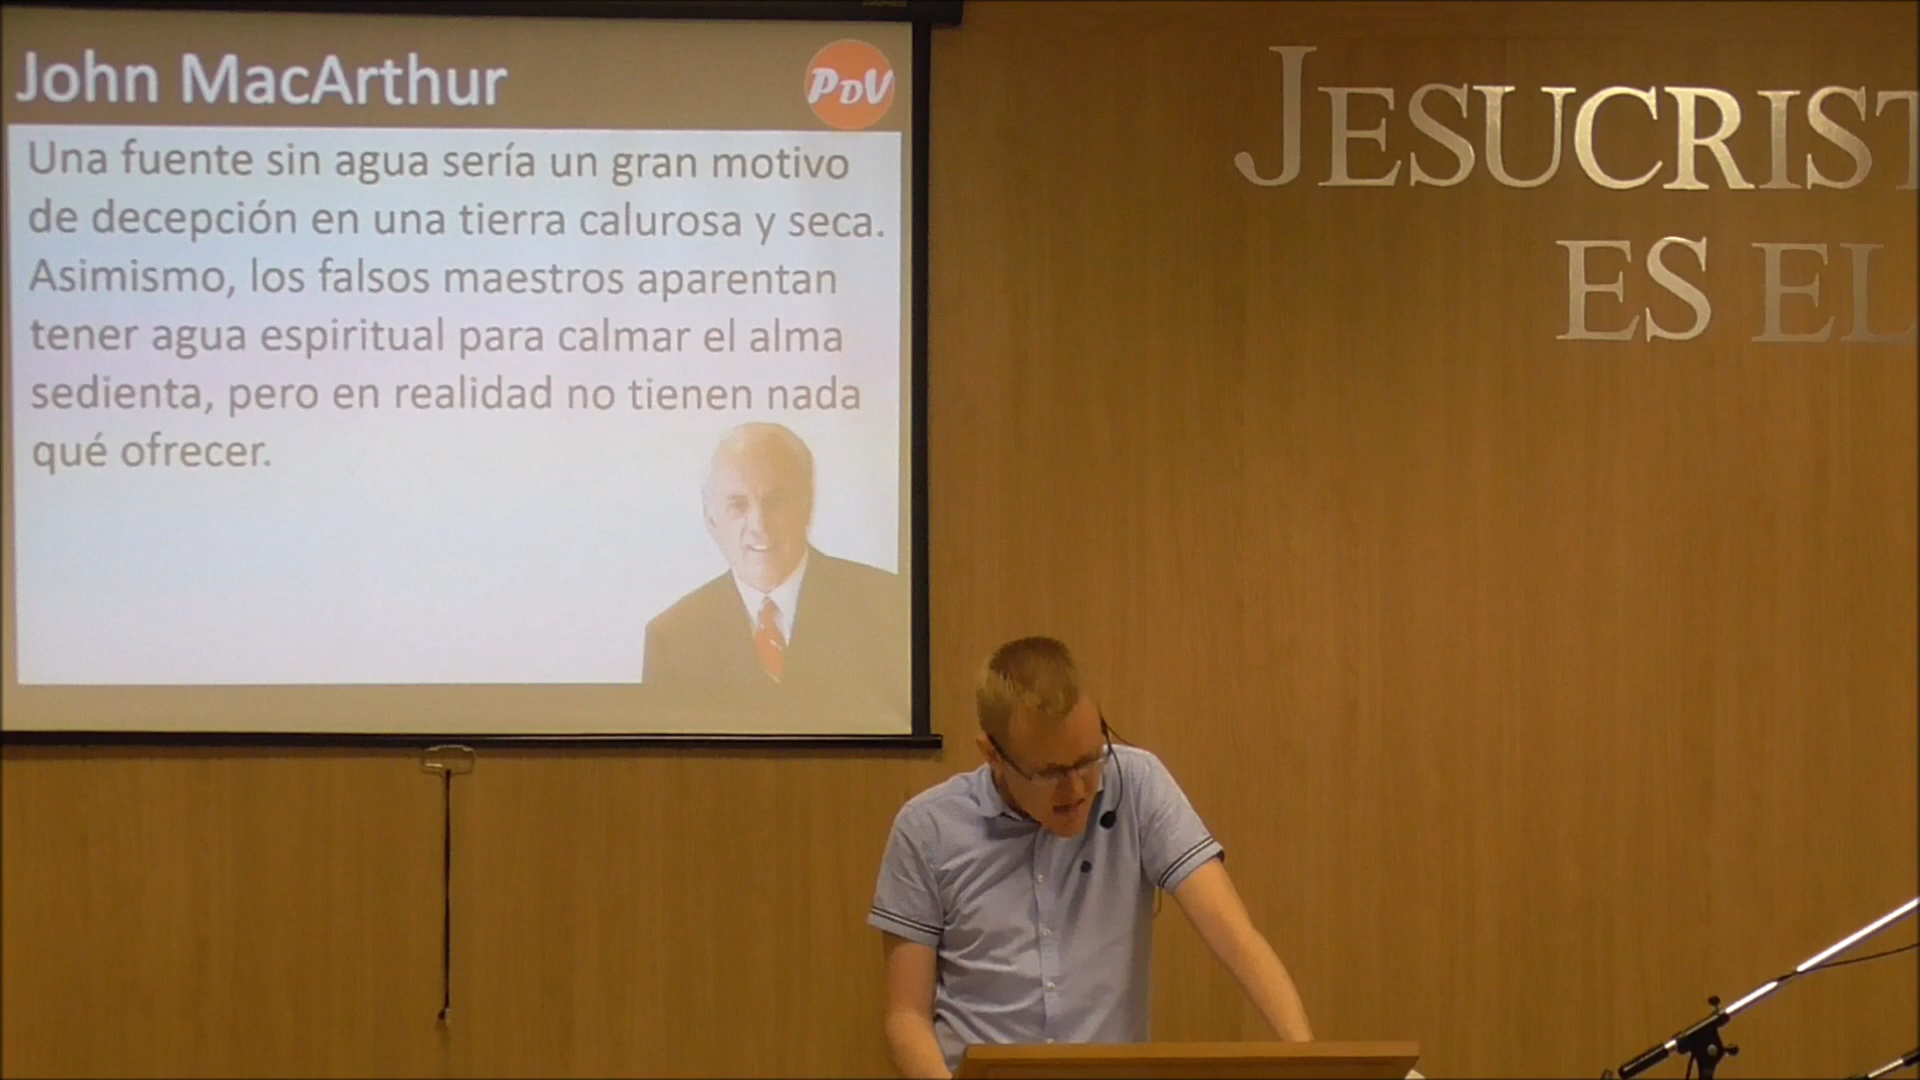 John MacArthur
PDV
Una fuente sin agua sería un gran motivo
de decepción en una tierra calurosa y seca.
Asimismo, los falsos maestros aparentan
tener agua espiritual para calmar el alma
sedienta, pero en realidad no tienen nada
qué ofrecer.
JESUCRIST
ES EL